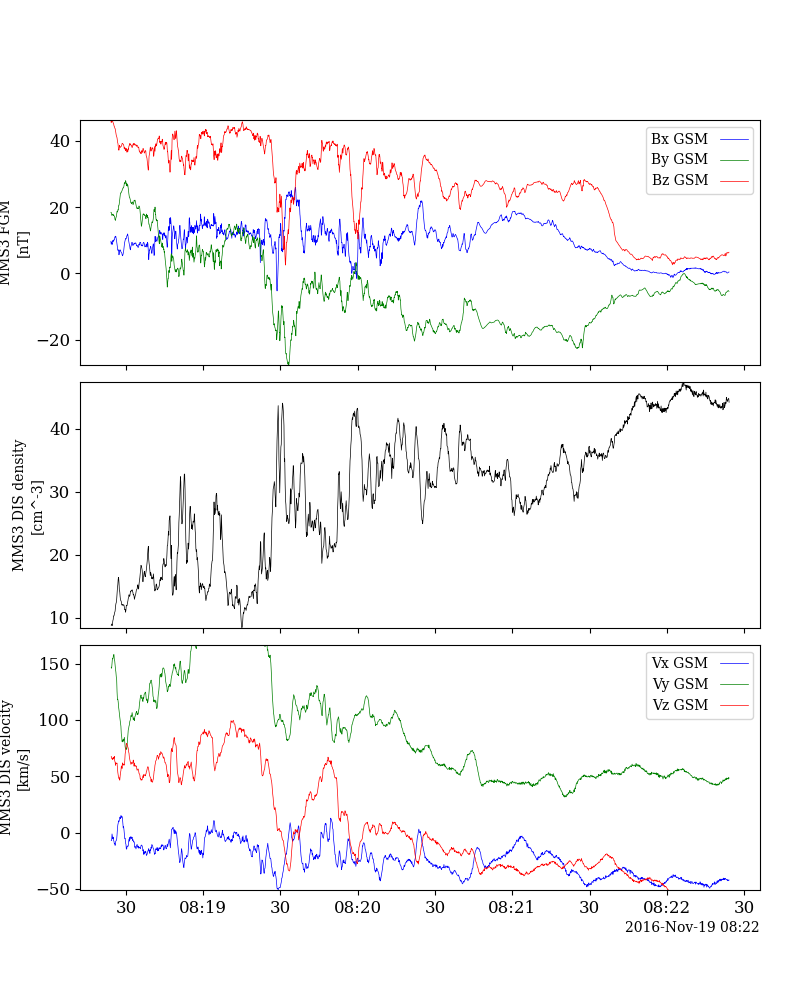 40
20
0
−20
MMS3 FGM
[nT]
Bx GSM
By GSM
Bz GSM
40
30
20
10
MMS3 DIS density
[cm^-3]
150
100
50
0
−50
MMS3 DIS velocity
[km/s]
Vx GSM
Vy GSM
Vz GSM
30 08:19 30 08:20 30 08:21 30 08:22 30
2016-Nov-19 08:22